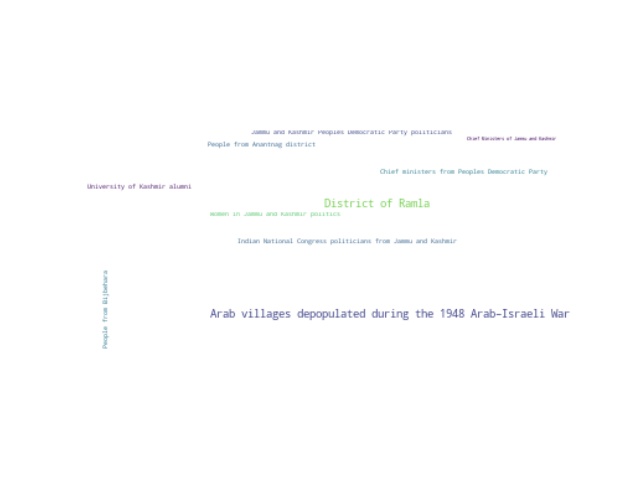 Jammu and Kashmir Peoples Democratic Party politicians
Chief Ministers of Jammu and Kashmir
People from Anantnag district
Chief ministers from Peoples Democratic Party
University of Kashmir alumni
District of Ramla
Women in Jammu and Kashmir politics
Indian National Congress politicians from Jammu and Kashmir
People from Bijbehara
Arab villages depopulated during the 1948 Arab–Israeli War